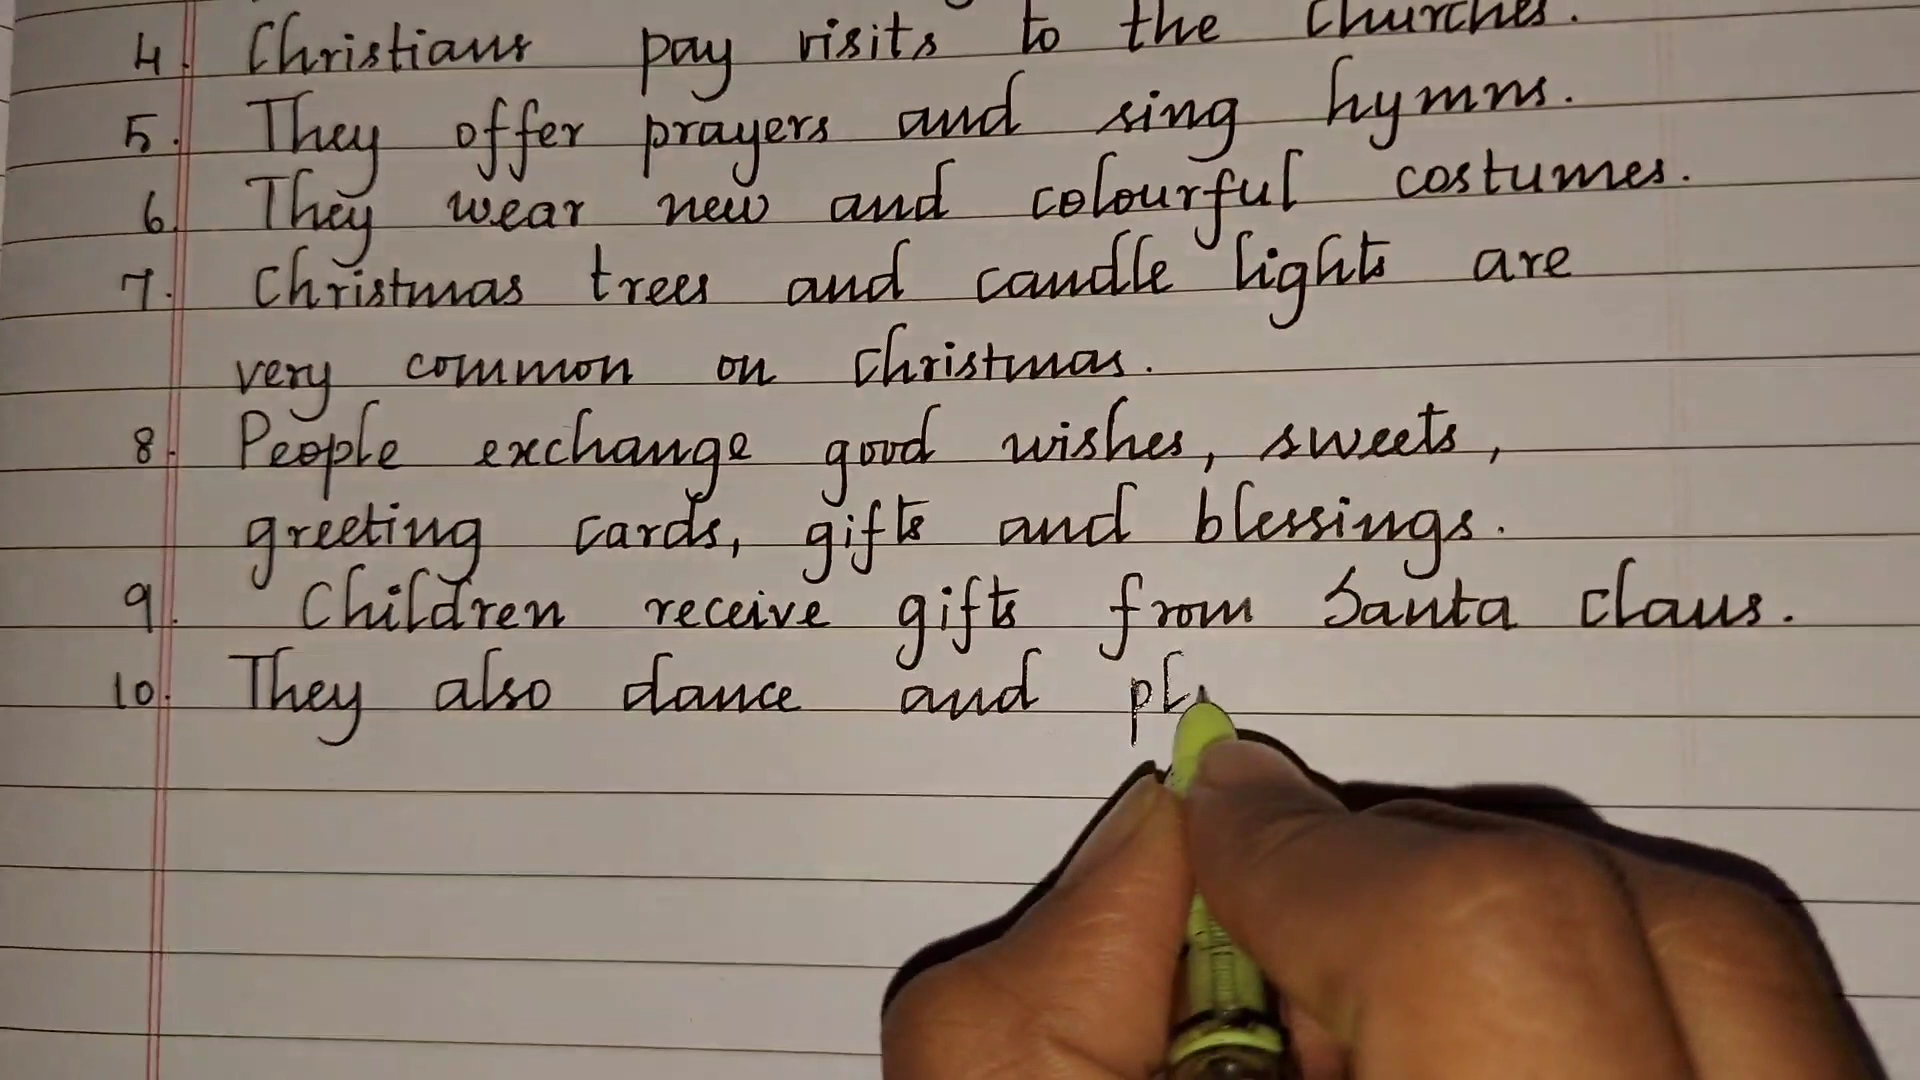 4. Christians pay visits to the Churches.
5. They offer prayers and sing hymns.
6. They wear new and colourful costumes.
7. Christmas trees and candle lights are
very common on Christmas.
8. People exchange good wishes, sweets,
greeting cards, gifts and blessings.
9. Children receive gifts from Santa Claus.
10. They also dance and pl